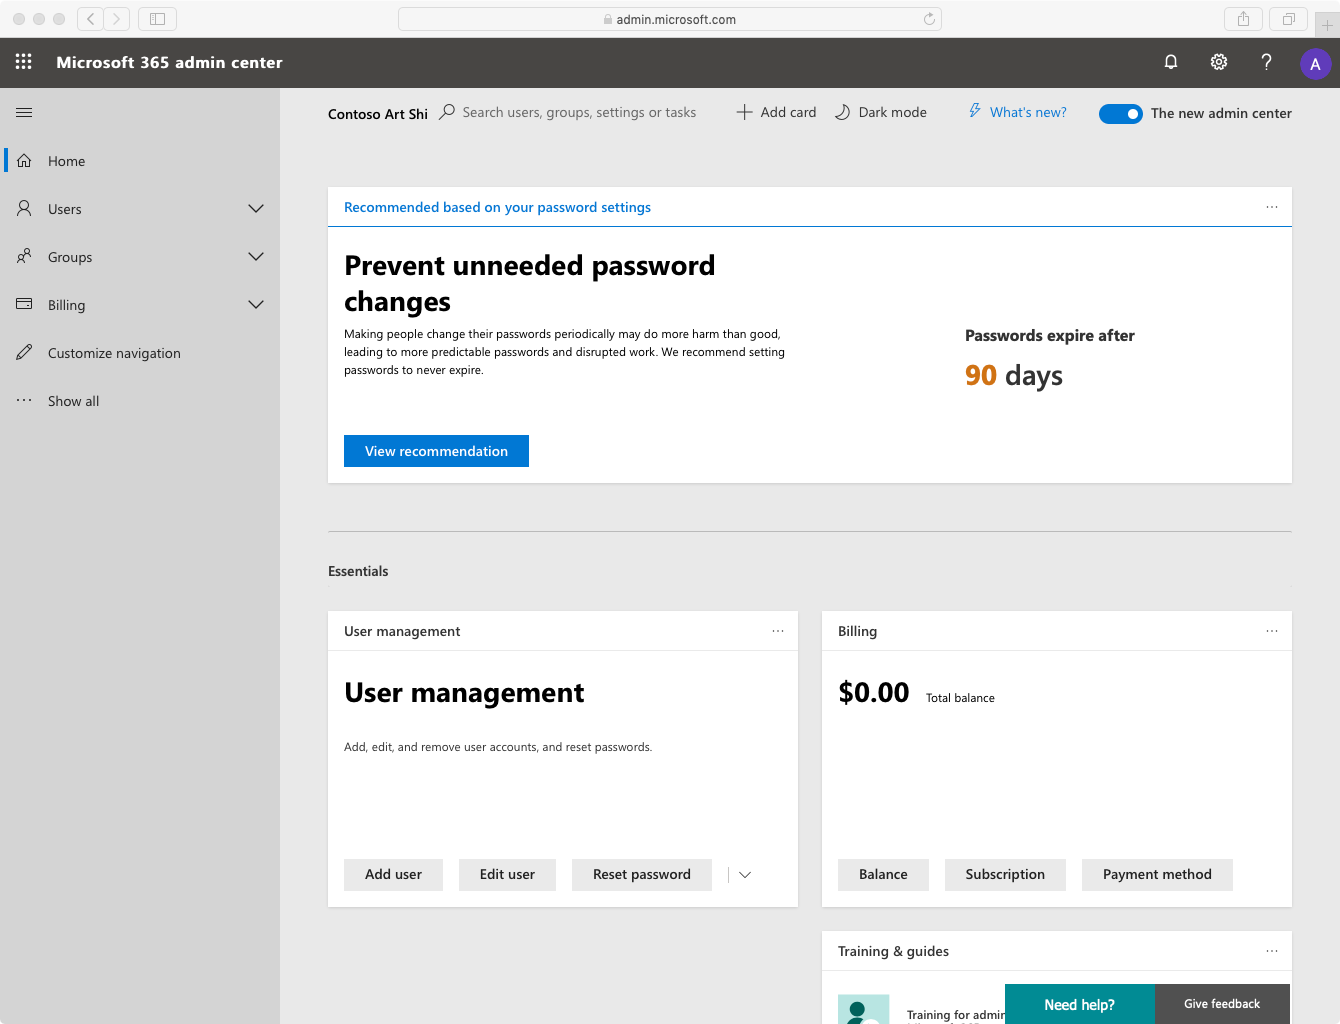 admin.microsoft.com
Microsoft 365 admin center
?
A
Contoso Art Shi
Search users, groups, settings or tasks
Add card
Dark mode
What's new?
The new admin center
Home
Users
Groups
Billing
Customize navigation
Show all
Recommended based on your password settings
Prevent unneeded password
changes
Making people change their passwords periodically may do more harm than good,
leading to more predictable passwords and disrupted work. We recommend setting
passwords to never expire.
Passwords expire after
90 days
View recommendation
Essentials
User management
User management
Add, edit, and remove user accounts, and reset passwords.
Add user
Edit user
Reset password
Billing
$0.00 Total balance
Balance
Subscription
Payment method
Training & guides
Training for admin
Need help?
Give feedback